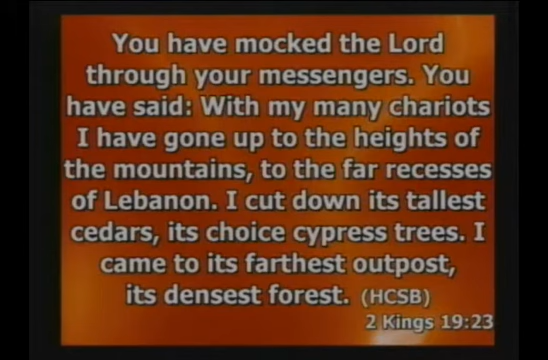 You have mocked the Lord
through your messengers. You
have said: With my many chariots
I have gone up to the heights of
the mountains, to the far recesses
of Lebanon. I cut down its tallest
cedars, its choice cypress trees. I
came to its farthest outpost,
its densest forest. (HCSB)
2 Kings 19:23